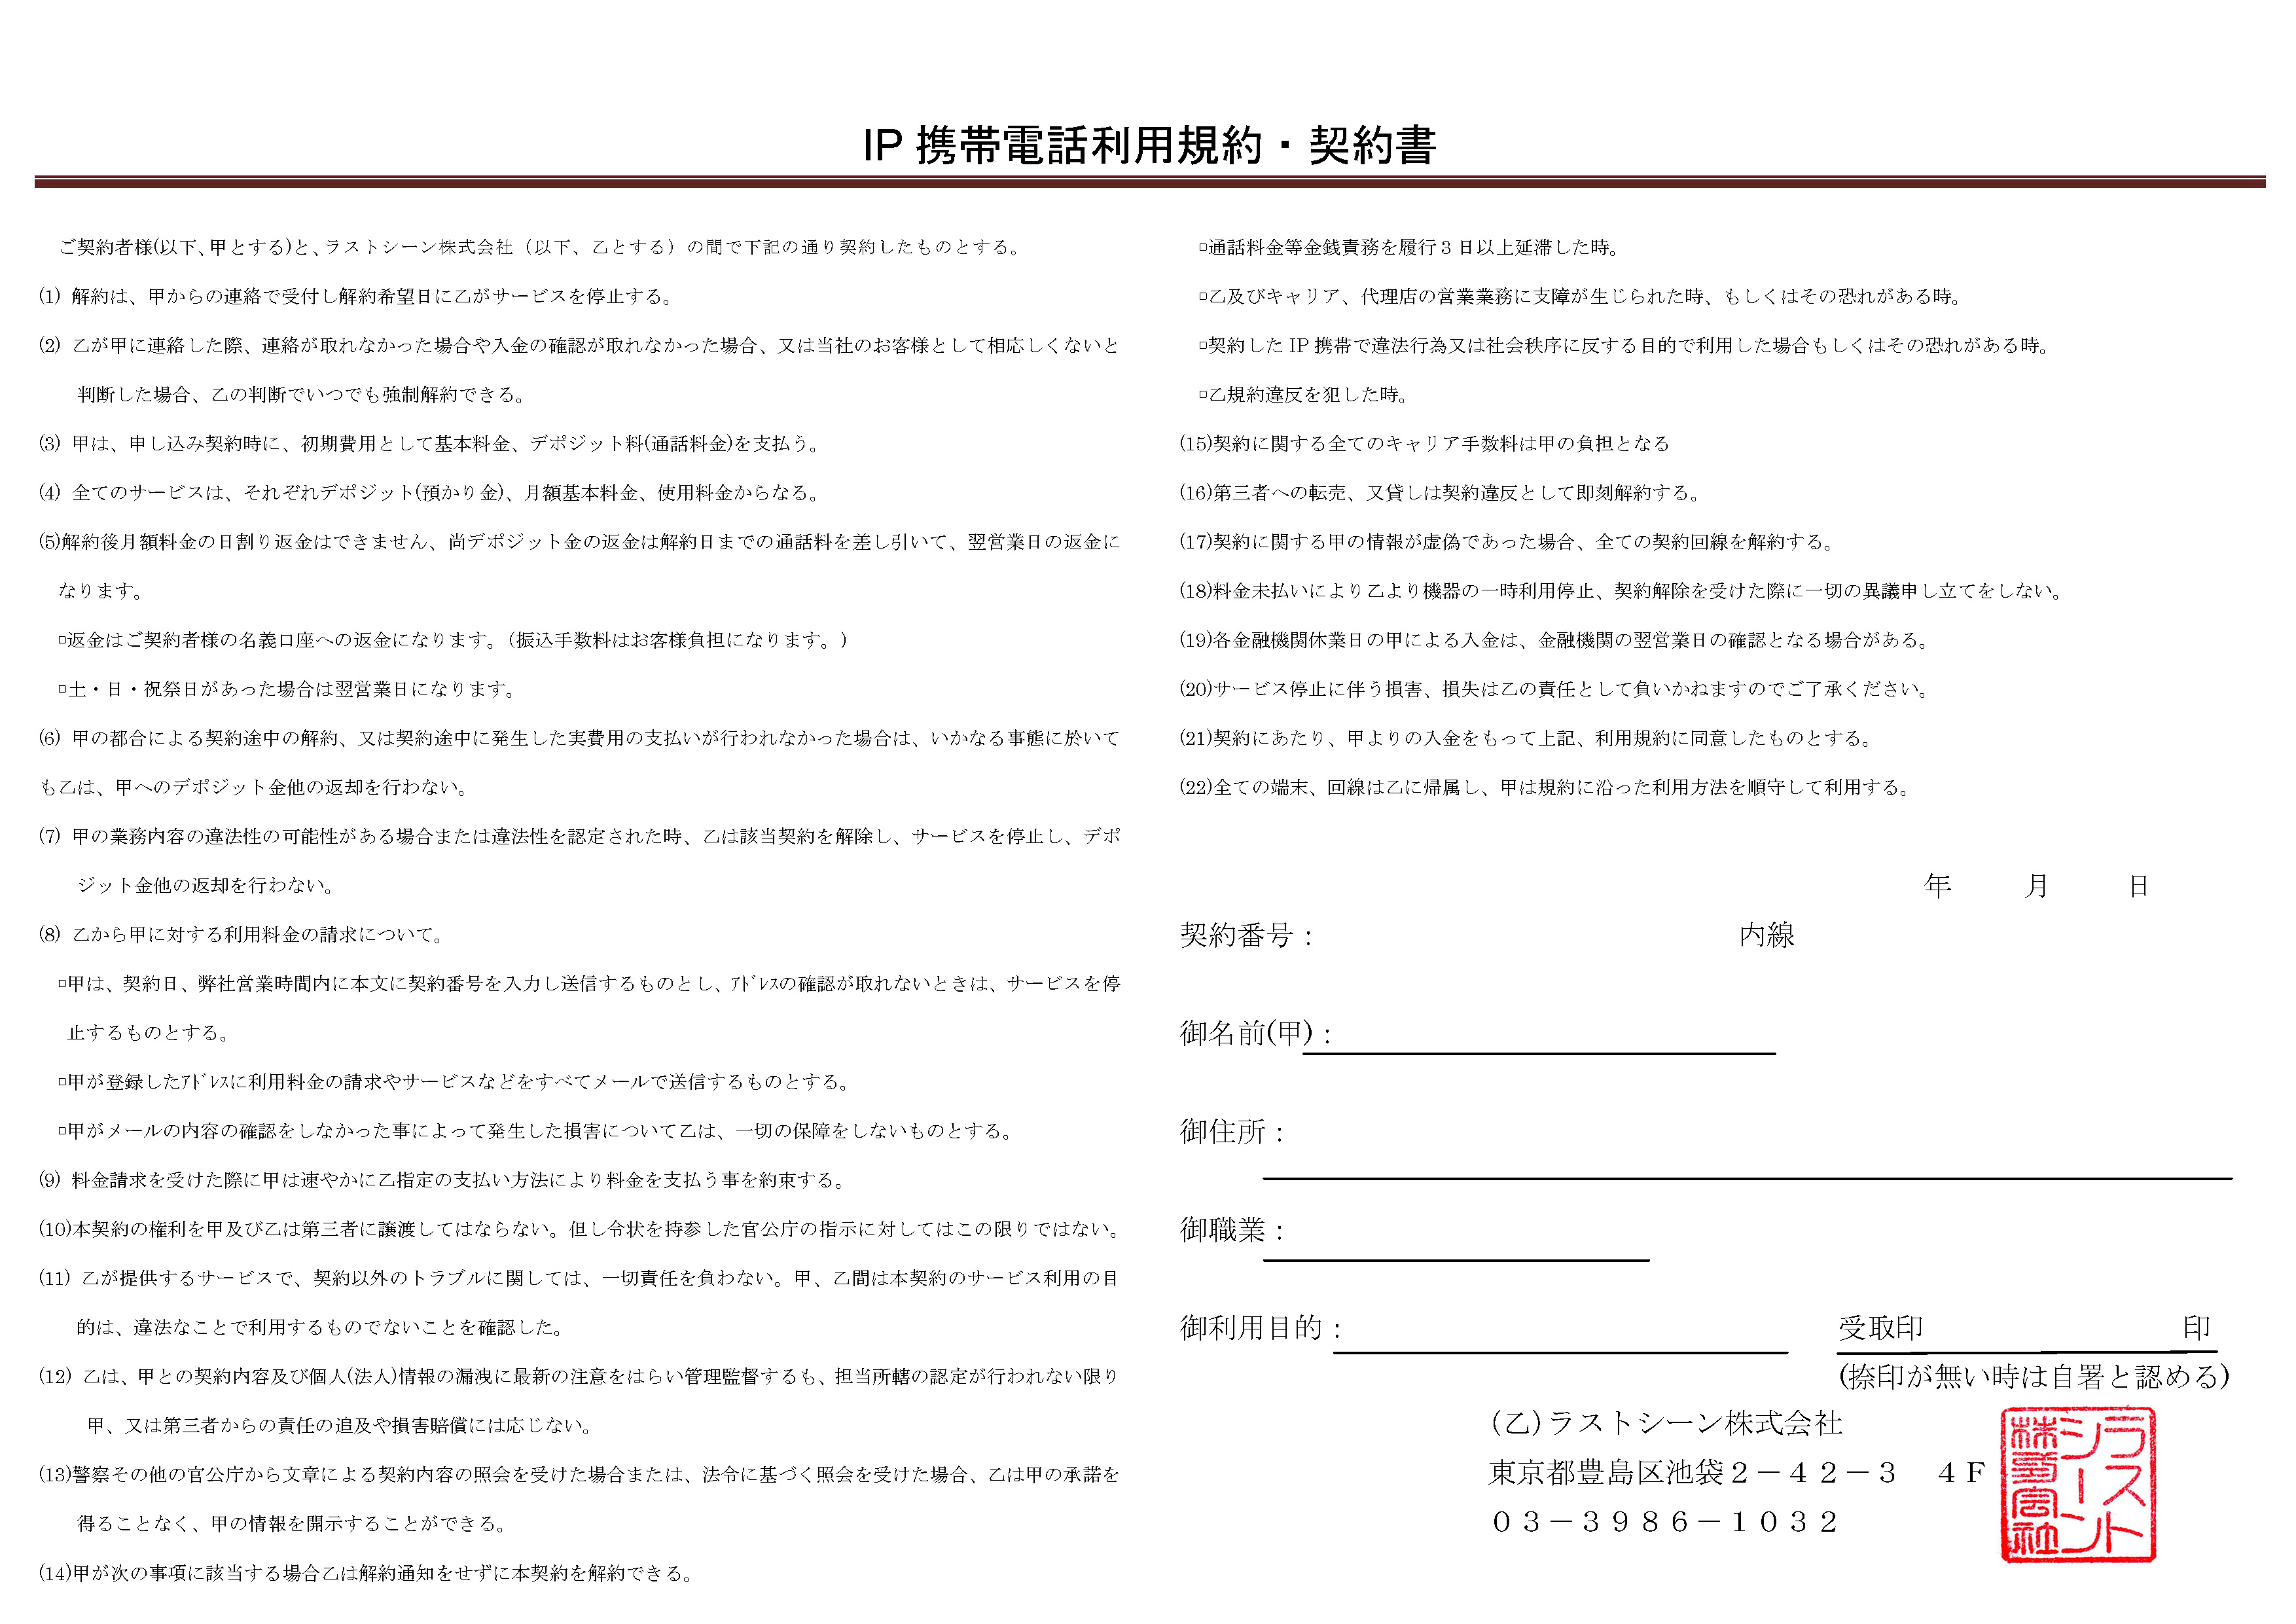 IP 携帯電話利用規約・契約書
ご契約者様(以下､甲とする)と､ラストシーン株式会社（以下、乙とする）の間で下記の通り契約したものとする。
(1) 解約は、甲からの連絡で受付し解約希望日に乙がサービスを停止する。
(2) 乙が甲に連絡した際、連絡が取れなかった場合や入金の確認が取れなかった場合、又は当社のお客様として相応しくないと
判断した場合、乙の判断でいつでも強制解約できる。
(3) 甲は、申し込み契約時に、初期費用として基本料金、デポジット料(通話料金)を支払う。
(4) 全てのサービスは、それぞれデポジット(預かり金)、月額基本料金、使用料金からなる。
(5)解約後月額料金の日割り返金はできません、尚デポジット金の返金は解約日までの通話料を差し引いて、翌営業日の返金に
なります。
□返金はご契約者様の名義口座への返金になります。（振込手数料はお客様負担になります。）
□土・日・祝祭日があった場合は翌営業日になります。
(6) 甲の都合による契約途中の解約、又は契約途中に発生した実費用の支払いが行われなかった場合は、いかなる事態に於いて
も乙は、甲へのデポジット金他の返却を行わない。
(7) 甲の業務内容の違法性の可能性がある場合または違法性を認定された時、乙は該当契約を解除し、サービスを停止し、デポ
ジット金他の返却を行わない。
(8) 乙から甲に対する利用料金の請求について。
□甲は、契約日、弊社営業時間内に本文に契約番号を入力し送信するものとし、ｱﾄﾞﾚｽの確認が取れないときは、サービスを停
止するものとする。
□甲が登録したｱﾄﾞﾚｽに利用料金の請求やサービスなどをすべてメールで送信するものとする。
□甲がメールの内容の確認をしなかった事によって発生した損害について乙は、一切の保障をしないものとする。
(9) 料金請求を受けた際に甲は速やかに乙指定の支払い方法により料金を支払う事を約束する。
(10)本契約の権利を甲及び乙は第三者に譲渡してはならない。但し令状を持参した官公庁の指示に対してはこの限りではない。
(11) 乙が提供するサービスで、契約以外のトラブルに関しては、一切責任を負わない。甲、乙間は本契約のサービス利用の目
的は、違法なことで利用するものでないことを確認した。
(12) 乙は、甲との契約内容及び個人(法人)情報の漏洩に最新の注意をはらい管理監督するも、担当所轄の認定が行われない限り
甲、又は第三者からの責任の追及や損害賠償には応じない。
(13)警察その他の官公庁から文章による契約内容の照会を受けた場合または、法令に基づく照会を受けた場合、乙は甲の承諾を
得ることなく、甲の情報を開示することができる。
(14)甲が次の事項に該当する場合乙は解約通知をせずに本契約を解約できる。
□通話料金等金銭責務を履行 3 日以上延滞した時。
□乙及びキャリア、代理店の営業業務に支障が生じられた時、もしくはその恐れがある時。
□契約した IP 携帯で違法行為又は社会秩序に反する目的で利用した場合もしくはその恐れがある時。
□乙規約違反を犯した時。
(15)契約に関する全てのキャリア手数料は甲の負担となる
(16)第三者への転売、又貸しは契約違反として即刻解約する。
(17)契約に関する甲の情報が虚偽であった場合、全ての契約回線を解約する。
(18)料金未払いにより乙より機器の一時利用停止、契約解除を受けた際に一切の異議申し立てをしない。
(19)各金融機関休業日の甲による入金は、金融機関の翌営業日の確認となる場合がある。
(20)サービス停止に伴う損害、損失は乙の責任として負いかねますのでご了承ください。
(21)契約にあたり、甲よりの入金をもって上記、利用規約に同意したものとする。
(22)全ての端末、回線は乙に帰属し、甲は規約に沿った利用方法を順守して利用する。
年 月 日
契約番号： 内線
御名前(甲)：
御住所：
御職業：
御利用目的： 受取印 印
(捺印が無い時は自署と認める)
（乙）ラストシーン株式会社
東京都豊島区池袋２－４２－３ ４Ｆ
０３－３９８６－１０３２
ラスト
シーン
株式会社